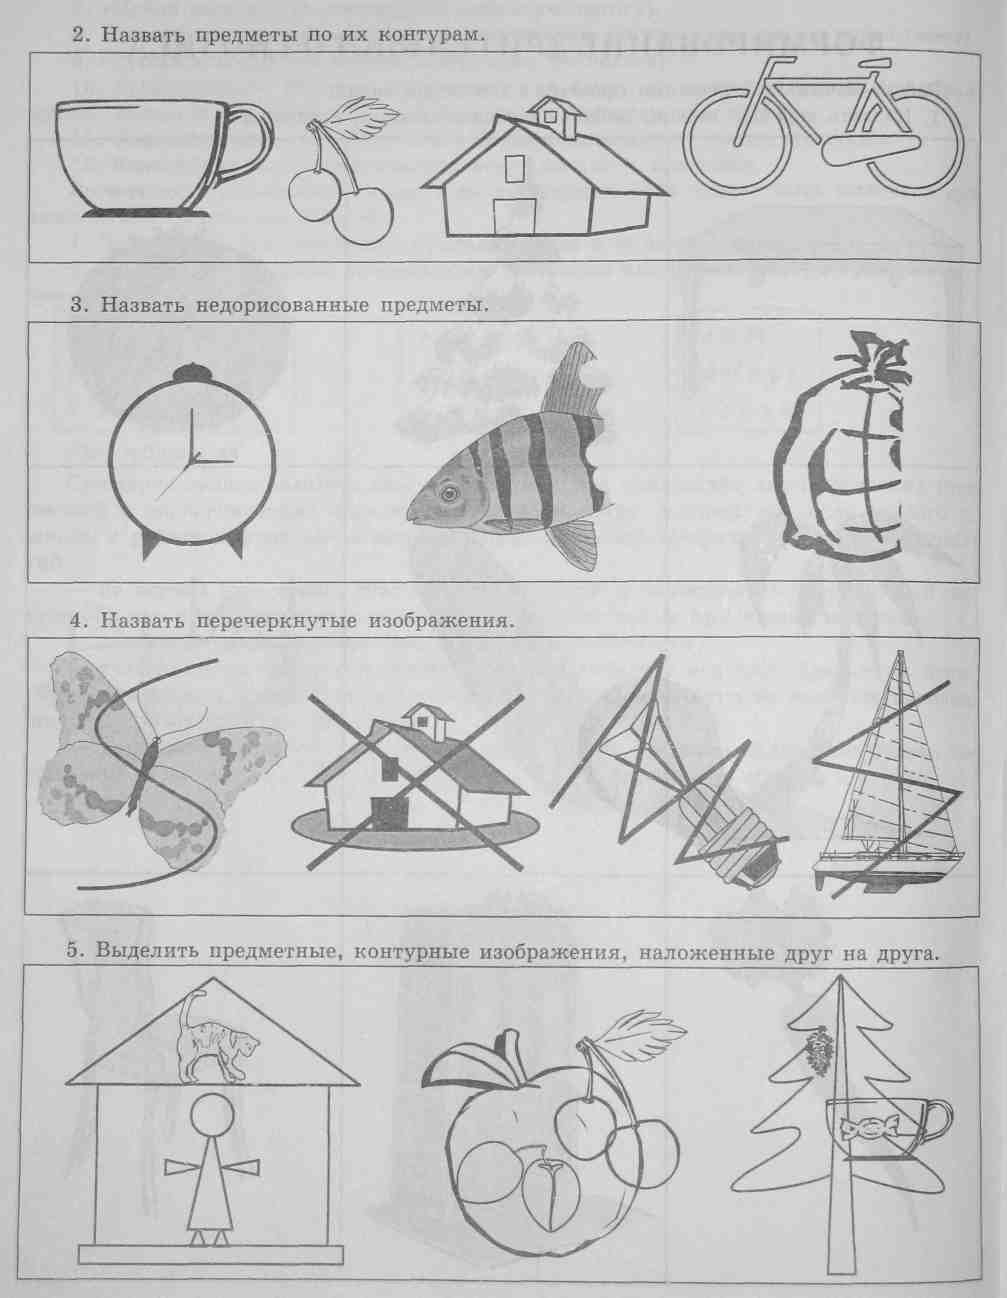 2. Назвать предметы по их контурам.
3. Назвать недорисованные предметы.
4. Назвать перечеркнутые изображения.
5. Выделить предметные, контурные изображения, наложенные друг на друга.